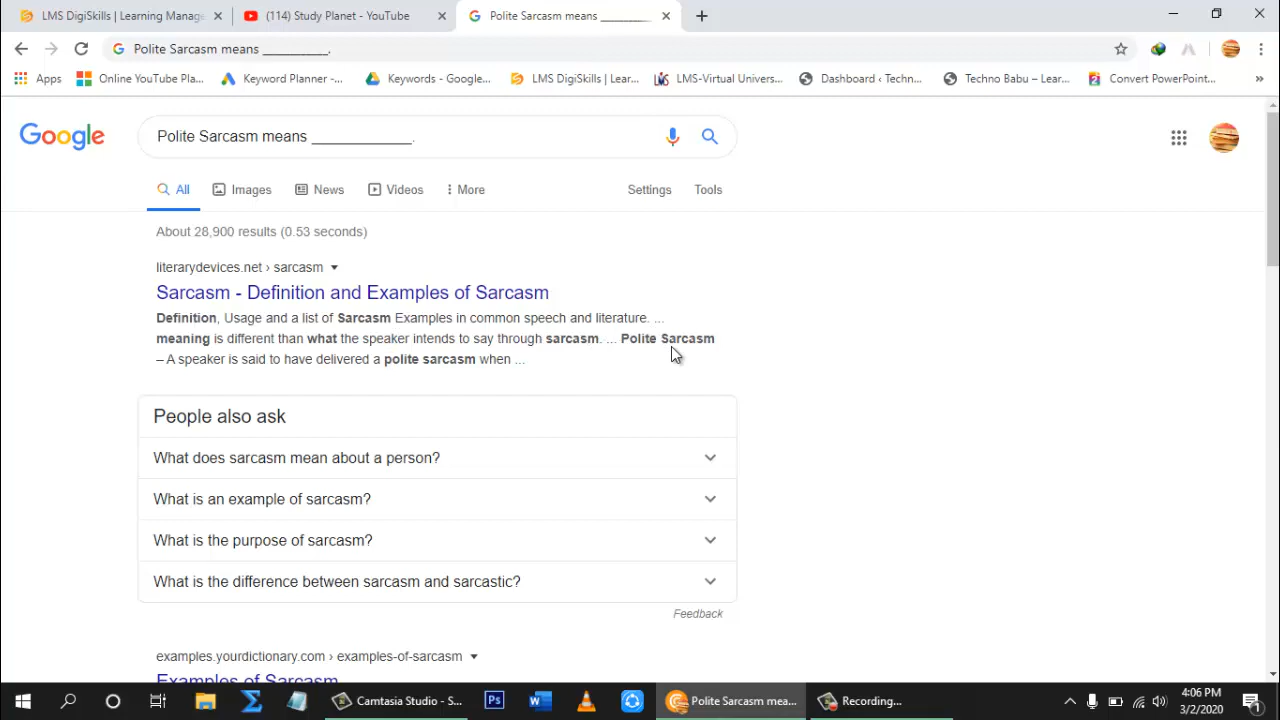 LMS DigiSkills | Learning Manage
(114) Study Planet - YouTube
Polite Sarcasm means ________
Polite Sarcasm means ____________.
Apps
Online YouTube Pla...
Keyword Planner -...
Keywords - Google...
LMS DigiSkills | Lear...
LMS-Virtual Univers...
Dashboard ‹ Techn...
Techno Babu – Lear...
Convert PowerPoint...
»
Google
Polite Sarcasm means _____________.
All
Images
News
Videos
More
Settings
Tools
About 28,900 results (0.53 seconds)
literarydevices.net › sarcasm
Sarcasm - Definition and Examples of Sarcasm
Definition, Usage and a list of Sarcasm Examples in common speech and literature. ...
meaning is different than what the speaker intends to say through sarcasm. ... Polite Sarcasm
– A speaker is said to have delivered a polite sarcasm when ...
People also ask
What does sarcasm mean about a person?
What is an example of sarcasm?
What is the purpose of sarcasm?
What is the difference between sarcasm and sarcastic?
Feedback
examples.yourdictionary.com › examples-of-sarcasm
Examples of Sarcasm
Camtasia Studio - S...
Ps
Polite Sarcasm mea...
Recording...
4:06 PM
3/2/2020